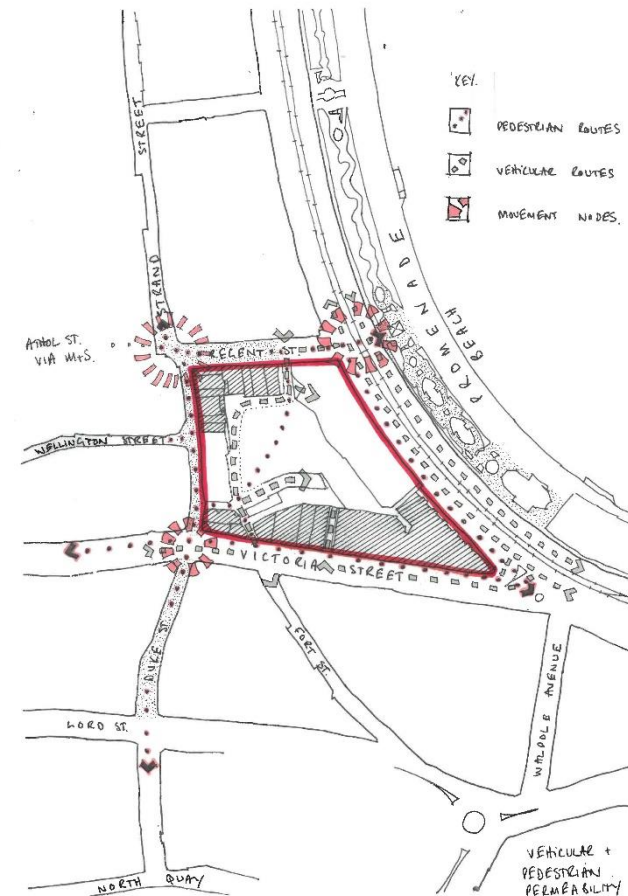 KEY.
PEDESTRIAN ROUTES
VEHICULAR ROUTES
MOVEMENT NODES.
STREET
STRAND
PROMENADE
BEACH
ATHOL ST.
VIA M+S.
REGENT ST
WELLINGTON STREET
VICTORIA STREET
DUKE ST.
FORT ST.
LORD ST.
WALPOLE AVENUE
NORTH QUAY
VEHICULAR +
PEDESTRIAN
PERMEABILITY